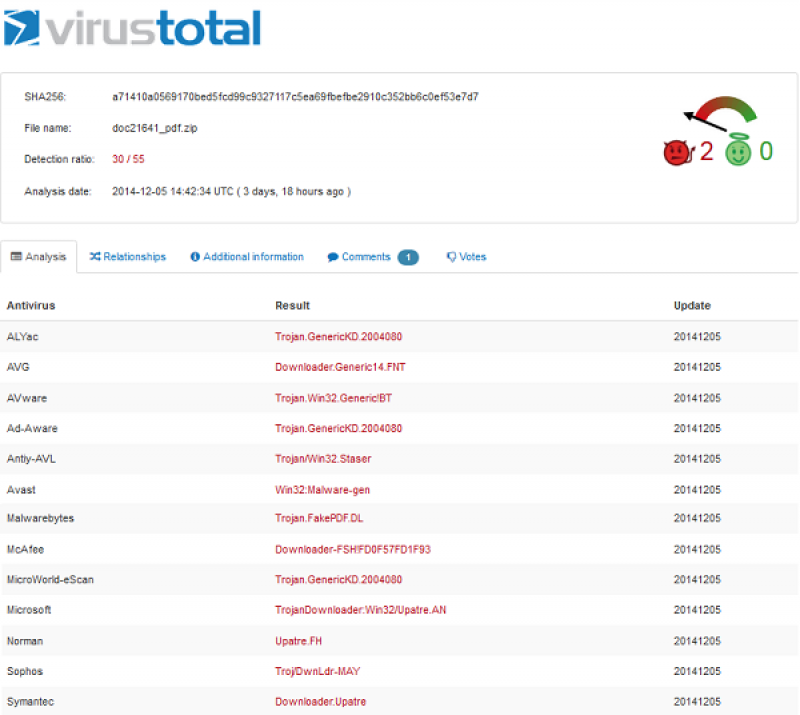 virustotal
SHA256: a71410a0569170bed5fcd99c9327117c5ea69fbefbe2910c352bb6c0ef53e7d7
2 0
File name: doc21641_pdf.zip
Detection ratio: 30 / 55
Analysis date: 2014-12-05 14:42:34 UTC ( 3 days, 18 hours ago )
Analysis Relationships Additional information Comments 1 Votes
Antivirus Result Update
ALYac Trojan.GenericKD.2004080 20141205
AVG Downloader.Generic14.FNT 20141205
AVware Trojan.Win32.Generic!BT 20141205
Ad-Aware Trojan.GenericKD.2004080 20141205
Antiy-AVL Trojan/Win32.Staser 20141205
Avast Win32:Malware-gen 20141205
Malwarebytes Trojan.FakePDF.DL 20141205
McAfee Downloader-FSH!FD0F57FD1F93 20141205
MicroWorld-eScan Trojan.GenericKD.2004080 20141205
Microsoft TrojanDownloader:Win32/Upatre.AN 20141205
Norman Upatre.FH 20141205
Sophos Troj/DwnLdr-MAY 20141205
Symantec Downloader.Upatre 20141205